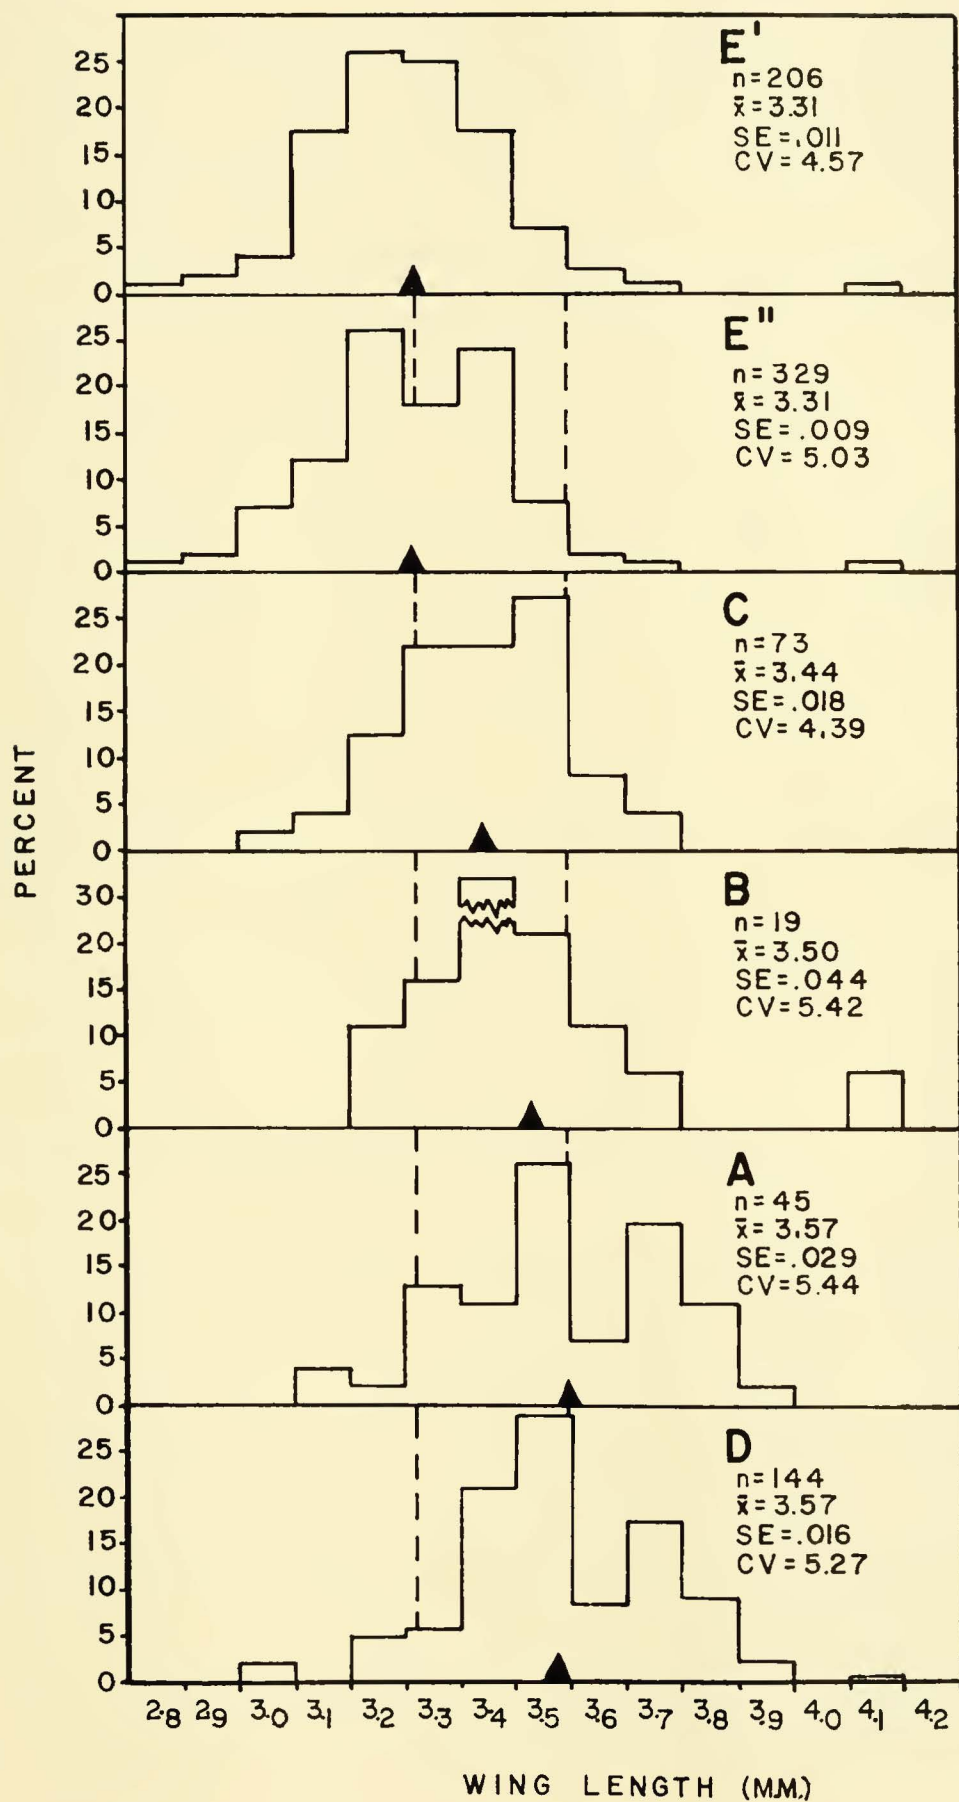 E'
n=206
x̄=3.31
SE=.011
CV=4.57
25
20
15
10
5
0
E"
n=329
x̄=3.31
SE=.009
CV=5.03
25
20
15
10
5
0
C
n=73
x̄=3.44
SE=.018
CV=4.39
25
20
15
10
5
0
B
n=19
x̄=3.50
SE=.044
CV=5.42
30
20
15
10
5
0
A
n=45
x̄=3.57
SE=.029
CV=5.44
25
20
15
10
5
0
D
n=144
x̄=3.57
SE=.016
CV=5.27
25
20
15
10
5
0
PERCENT
2.8 2.9 3.0 3.1 3.2 3.3 3.4 3.5 3.6 3.7 3.8 3.9 4.0 4.1 4.2
WING LENGTH (M.M.)